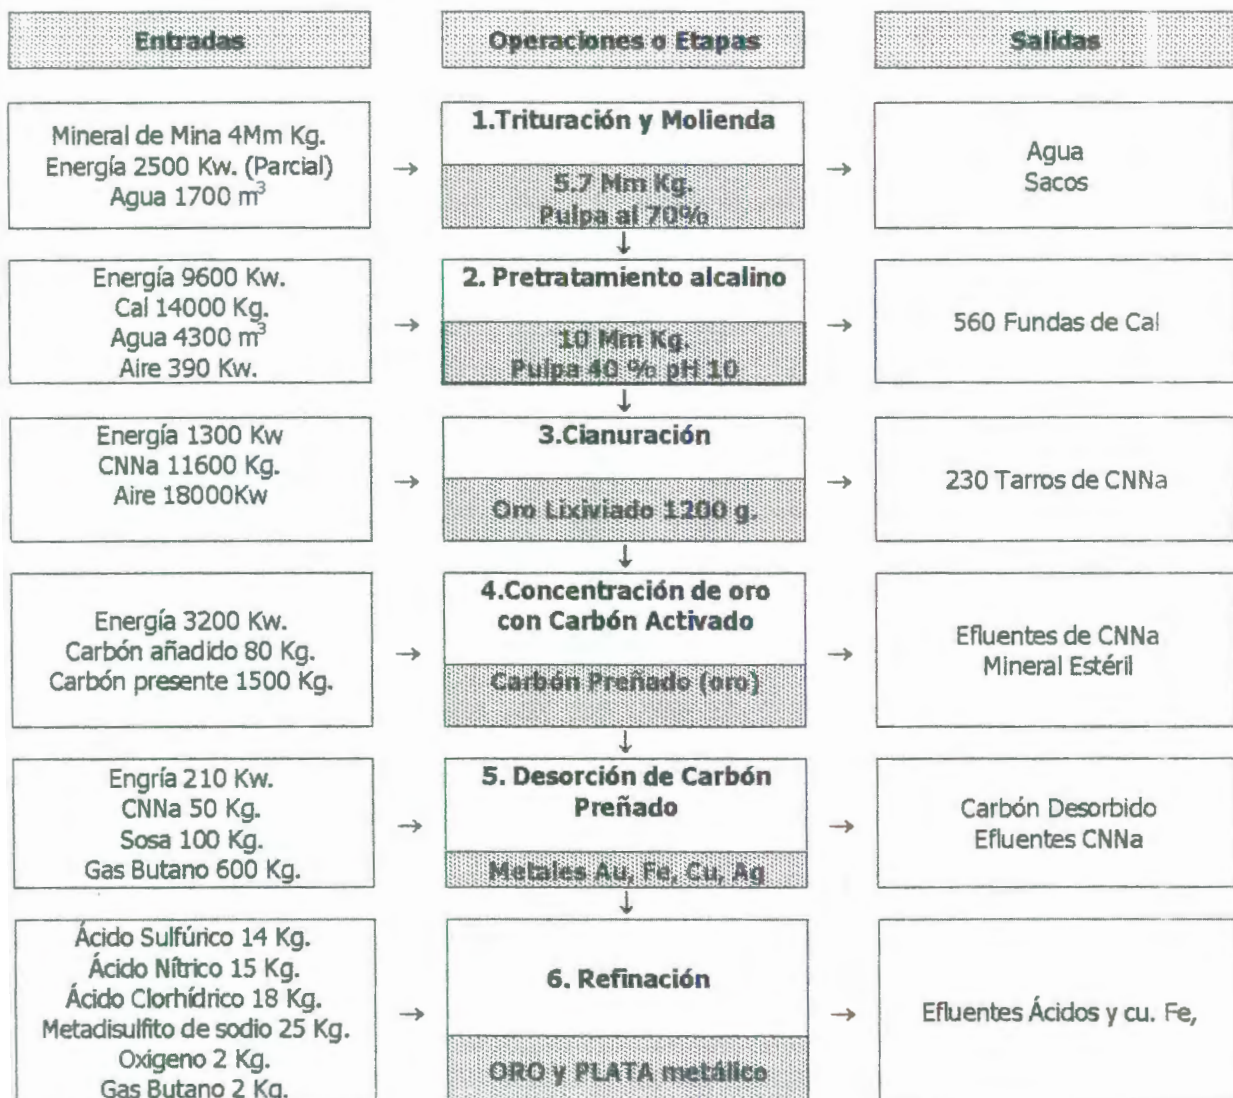 Entradas
Operaciones o Etapas
Salidas
Mineral de Mina 4Mm Kg.
Energía 2500 Kw. (Parcial)
Agua 1700 m³
→
1.Trituración y Molienda
5.7 Mm Kg.
Pulpa al 70%
→
Agua
Sacos
↓
Energía 9600 Kw.
Cal 14000 Kg.
Agua 4300 m³
Aire 390 Kw.
→
2. Pretratamiento alcalino
10 Mm Kg.
Pulpa 40 % pH 10
→
560 Fundas de Cal
↓
Energía 1300 Kw
CNNa 11600 Kg.
Aire 18000Kw
→
3.Cianuración
Oro Lixiviado 1200 g.
→
230 Tarros de CNNa
↓
Energía 3200 Kw.
Carbón añadido 80 Kg.
Carbón presente 1500 Kg.
→
4.Concentración de oro
con Carbón Activado
Carbón Preñado (oro)
→
Efluentes de CNNa
Mineral Estéril
↓
Engría 210 Kw.
CNNa 50 Kg.
Sosa 100 Kg.
Gas Butano 600 Kg.
→
5. Desorción de Carbón
Preñado
Metales Au, Fe, Cu, Ag
→
Carbón Desorbido
Efluentes CNNa
↓
Ácido Sulfúrico 14 Kg.
Ácido Nítrico 15 Kg.
Ácido Clorhídrico 18 Kg.
Metadisulfito de sodio 25 Kg.
Oxigeno 2 Kg.
Gas Butano 2 Kg.
→
6. Refinación
ORO y PLATA metálico
→
Efluentes Ácidos y cu. Fe,